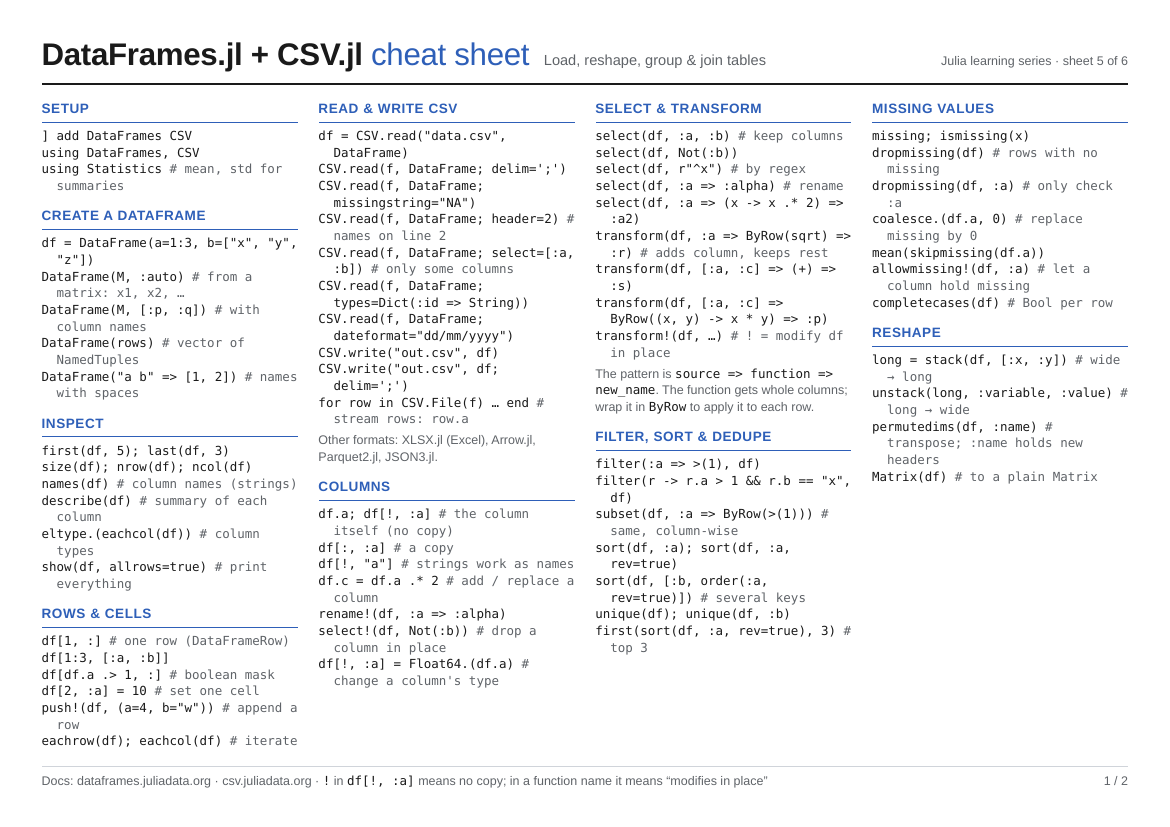 DataFrames.jl + CSV.jl cheat sheet Load, reshape, group & join tables
Julia learning series · sheet 5 of 6
SETUP
] add DataFrames CSV
using DataFrames, CSV
using Statistics # mean, std for
summaries
CREATE A DATAFRAME
df = DataFrame(a=1:3, b=["x", "y",
"z"])
DataFrame(M, :auto) # from a
matrix: x1, x2, …
DataFrame(M, [:p, :q]) # with
column names
DataFrame(rows) # vector of
NamedTuples
DataFrame("a b" => [1, 2]) # names
with spaces
INSPECT
first(df, 5); last(df, 3)
size(df); nrow(df); ncol(df)
names(df) # column names (strings)
describe(df) # summary of each
column
eltype.(eachcol(df)) # column
types
show(df, allrows=true) # print
everything
ROWS & CELLS
df[1, :] # one row (DataFrameRow)
df[1:3, [:a, :b]]
df[df.a .> 1, :] # boolean mask
df[2, :a] = 10 # set one cell
push!(df, (a=4, b="w")) # append a
row
eachrow(df); eachcol(df) # iterate
READ & WRITE CSV
df = CSV.read("data.csv",
DataFrame)
CSV.read(f, DataFrame; delim=';')
CSV.read(f, DataFrame;
missingstring="NA")
CSV.read(f, DataFrame; header=2) #
names on line 2
CSV.read(f, DataFrame; select=[:a,
:b]) # only some columns
CSV.read(f, DataFrame;
types=Dict(:id => String))
CSV.read(f, DataFrame;
dateformat="dd/mm/yyyy")
CSV.write("out.csv", df)
CSV.write("out.csv", df;
delim=';')
for row in CSV.File(f) … end #
stream rows: row.a
Other formats: XLSX.jl (Excel), Arrow.jl,
Parquet2.jl, JSON3.jl.
COLUMNS
df.a; df[!, :a] # the column
itself (no copy)
df[:, :a] # a copy
df[!, "a"] # strings work as names
df.c = df.a .* 2 # add / replace a
column
rename!(df, :a => :alpha)
select!(df, Not(:b)) # drop a
column in place
df[!, :a] = Float64.(df.a) #
change a column's type
SELECT & TRANSFORM
select(df, :a, :b) # keep columns
select(df, Not(:b))
select(df, r"^x") # by regex
select(df, :a => :alpha) # rename
select(df, :a => (x -> x .* 2) =>
:a2)
transform(df, :a => ByRow(sqrt) =>
:r) # adds column, keeps rest
transform(df, [:a, :c] => (+) =>
:s)
transform(df, [:a, :c] =>
ByRow((x, y) -> x * y) => :p)
transform!(df, …) # ! = modify df
in place
The pattern is source => function =>
new_name. The function gets whole columns;
wrap it in ByRow to apply it to each row.
FILTER, SORT & DEDUPE
filter(:a => >(1), df)
filter(r -> r.a > 1 && r.b == "x",
df)
subset(df, :a => ByRow(>(1))) #
same, column-wise
sort(df, :a); sort(df, :a,
rev=true)
sort(df, [:b, order(:a,
rev=true)]) # several keys
unique(df); unique(df, :b)
first(sort(df, :a, rev=true), 3) #
top 3
MISSING VALUES
missing; ismissing(x)
dropmissing(df) # rows with no
missing
dropmissing(df, :a) # only check
:a
coalesce.(df.a, 0) # replace
missing by 0
mean(skipmissing(df.a))
allowmissing!(df, :a) # let a
column hold missing
completecases(df) # Bool per row
RESHAPE
long = stack(df, [:x, :y]) # wide
→ long
unstack(long, :variable, :value) #
long → wide
permutedims(df, :name) #
transpose; :name holds new
headers
Matrix(df) # to a plain Matrix
Docs: dataframes.juliadata.org · csv.juliadata.org · ! in df[!, :a] means no copy; in a function name it means “modifies in place”
1 / 2